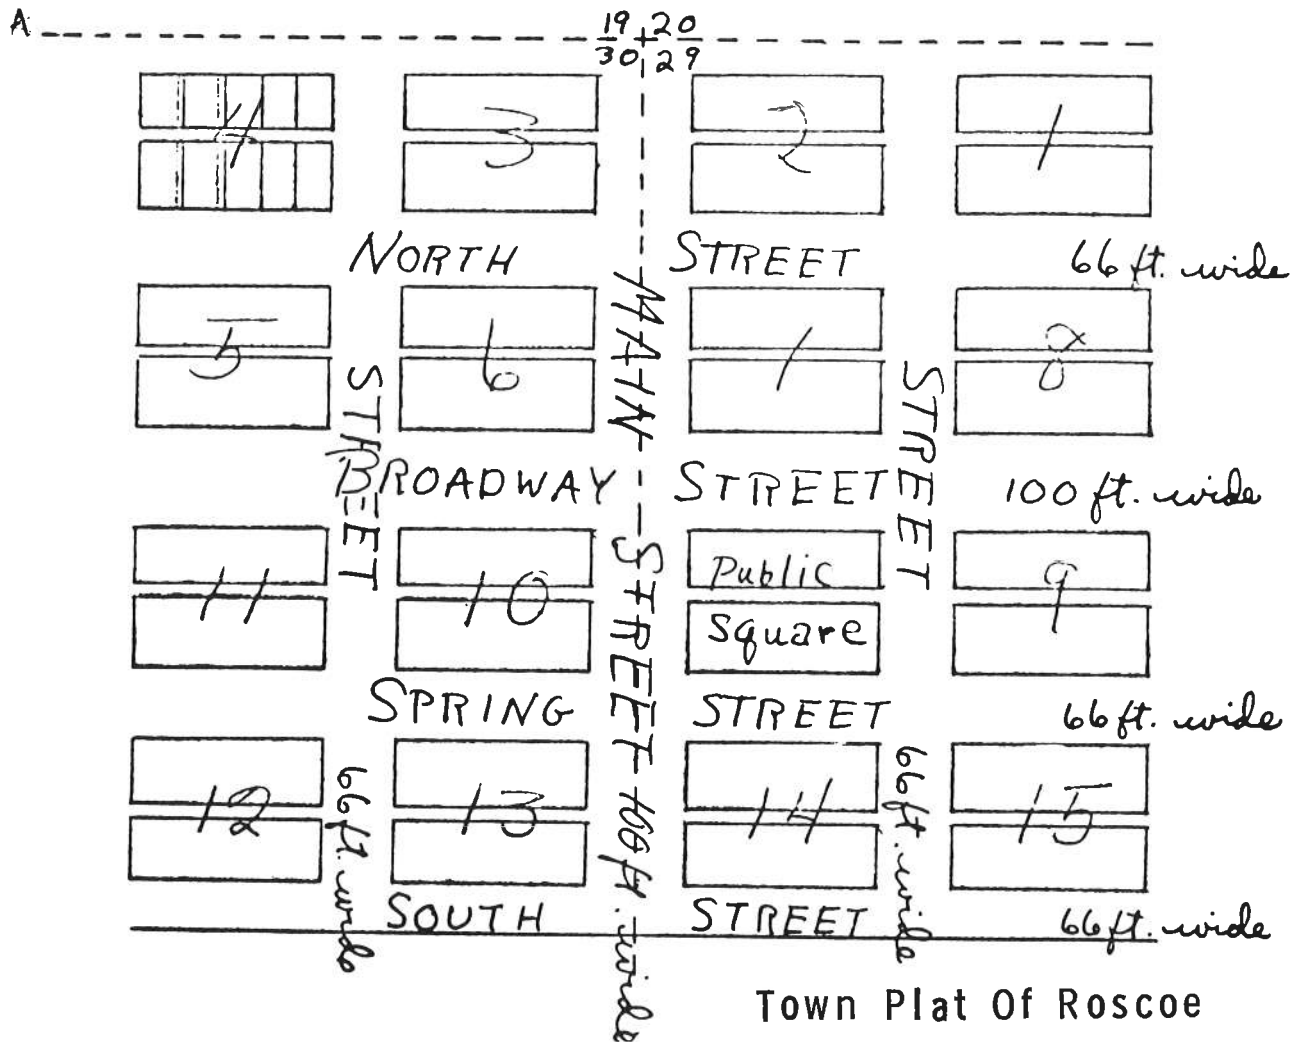 A
19 20
30 29
4 3 2 1
NORTH STREET 66 ft. wide
5 6 1 8
BROADWAY STREET 100 ft. wide
11 10 Public 9
Square
SPRING STREET 66 ft. wide
12 13 14 15
SOUTH STREET 66 ft. wide
STREET 66 ft. wide
MAIN STREET 100 ft. wide
STREET 66 ft. wide
Town Plat Of Roscoe